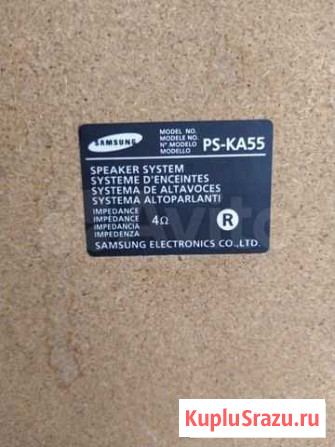 SAMSUNG
MODEL NO.
MODELE NO.
Nº MODELO
MODELLO
PS-KA55
SPEAKER SYSTEM
SYSTEME D'ENCEINTES
SYSTEMA DE ALTAVOCES
SYSTEMA ALTOPARLANTI
IMPEDANCE
IMPEDANCE
IMPEDANCIA
IMPEDENZA
4Ω
R
SAMSUNG ELECTRONICS CO.,LTD.
Avito
KupluSrazu.ru